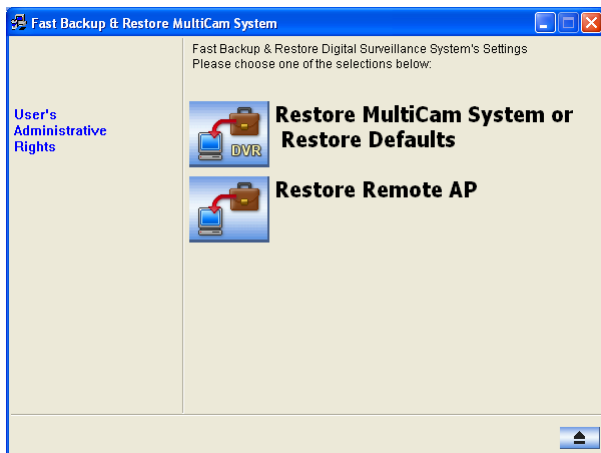 Fast Backup & Restore MultiCam System
Fast Backup & Restore Digital Surveillance System's Settings
Please choose one of the selections below:
User's
Administrative
Rights
DVR
Restore MultiCam System or
Restore Defaults
Restore Remote AP